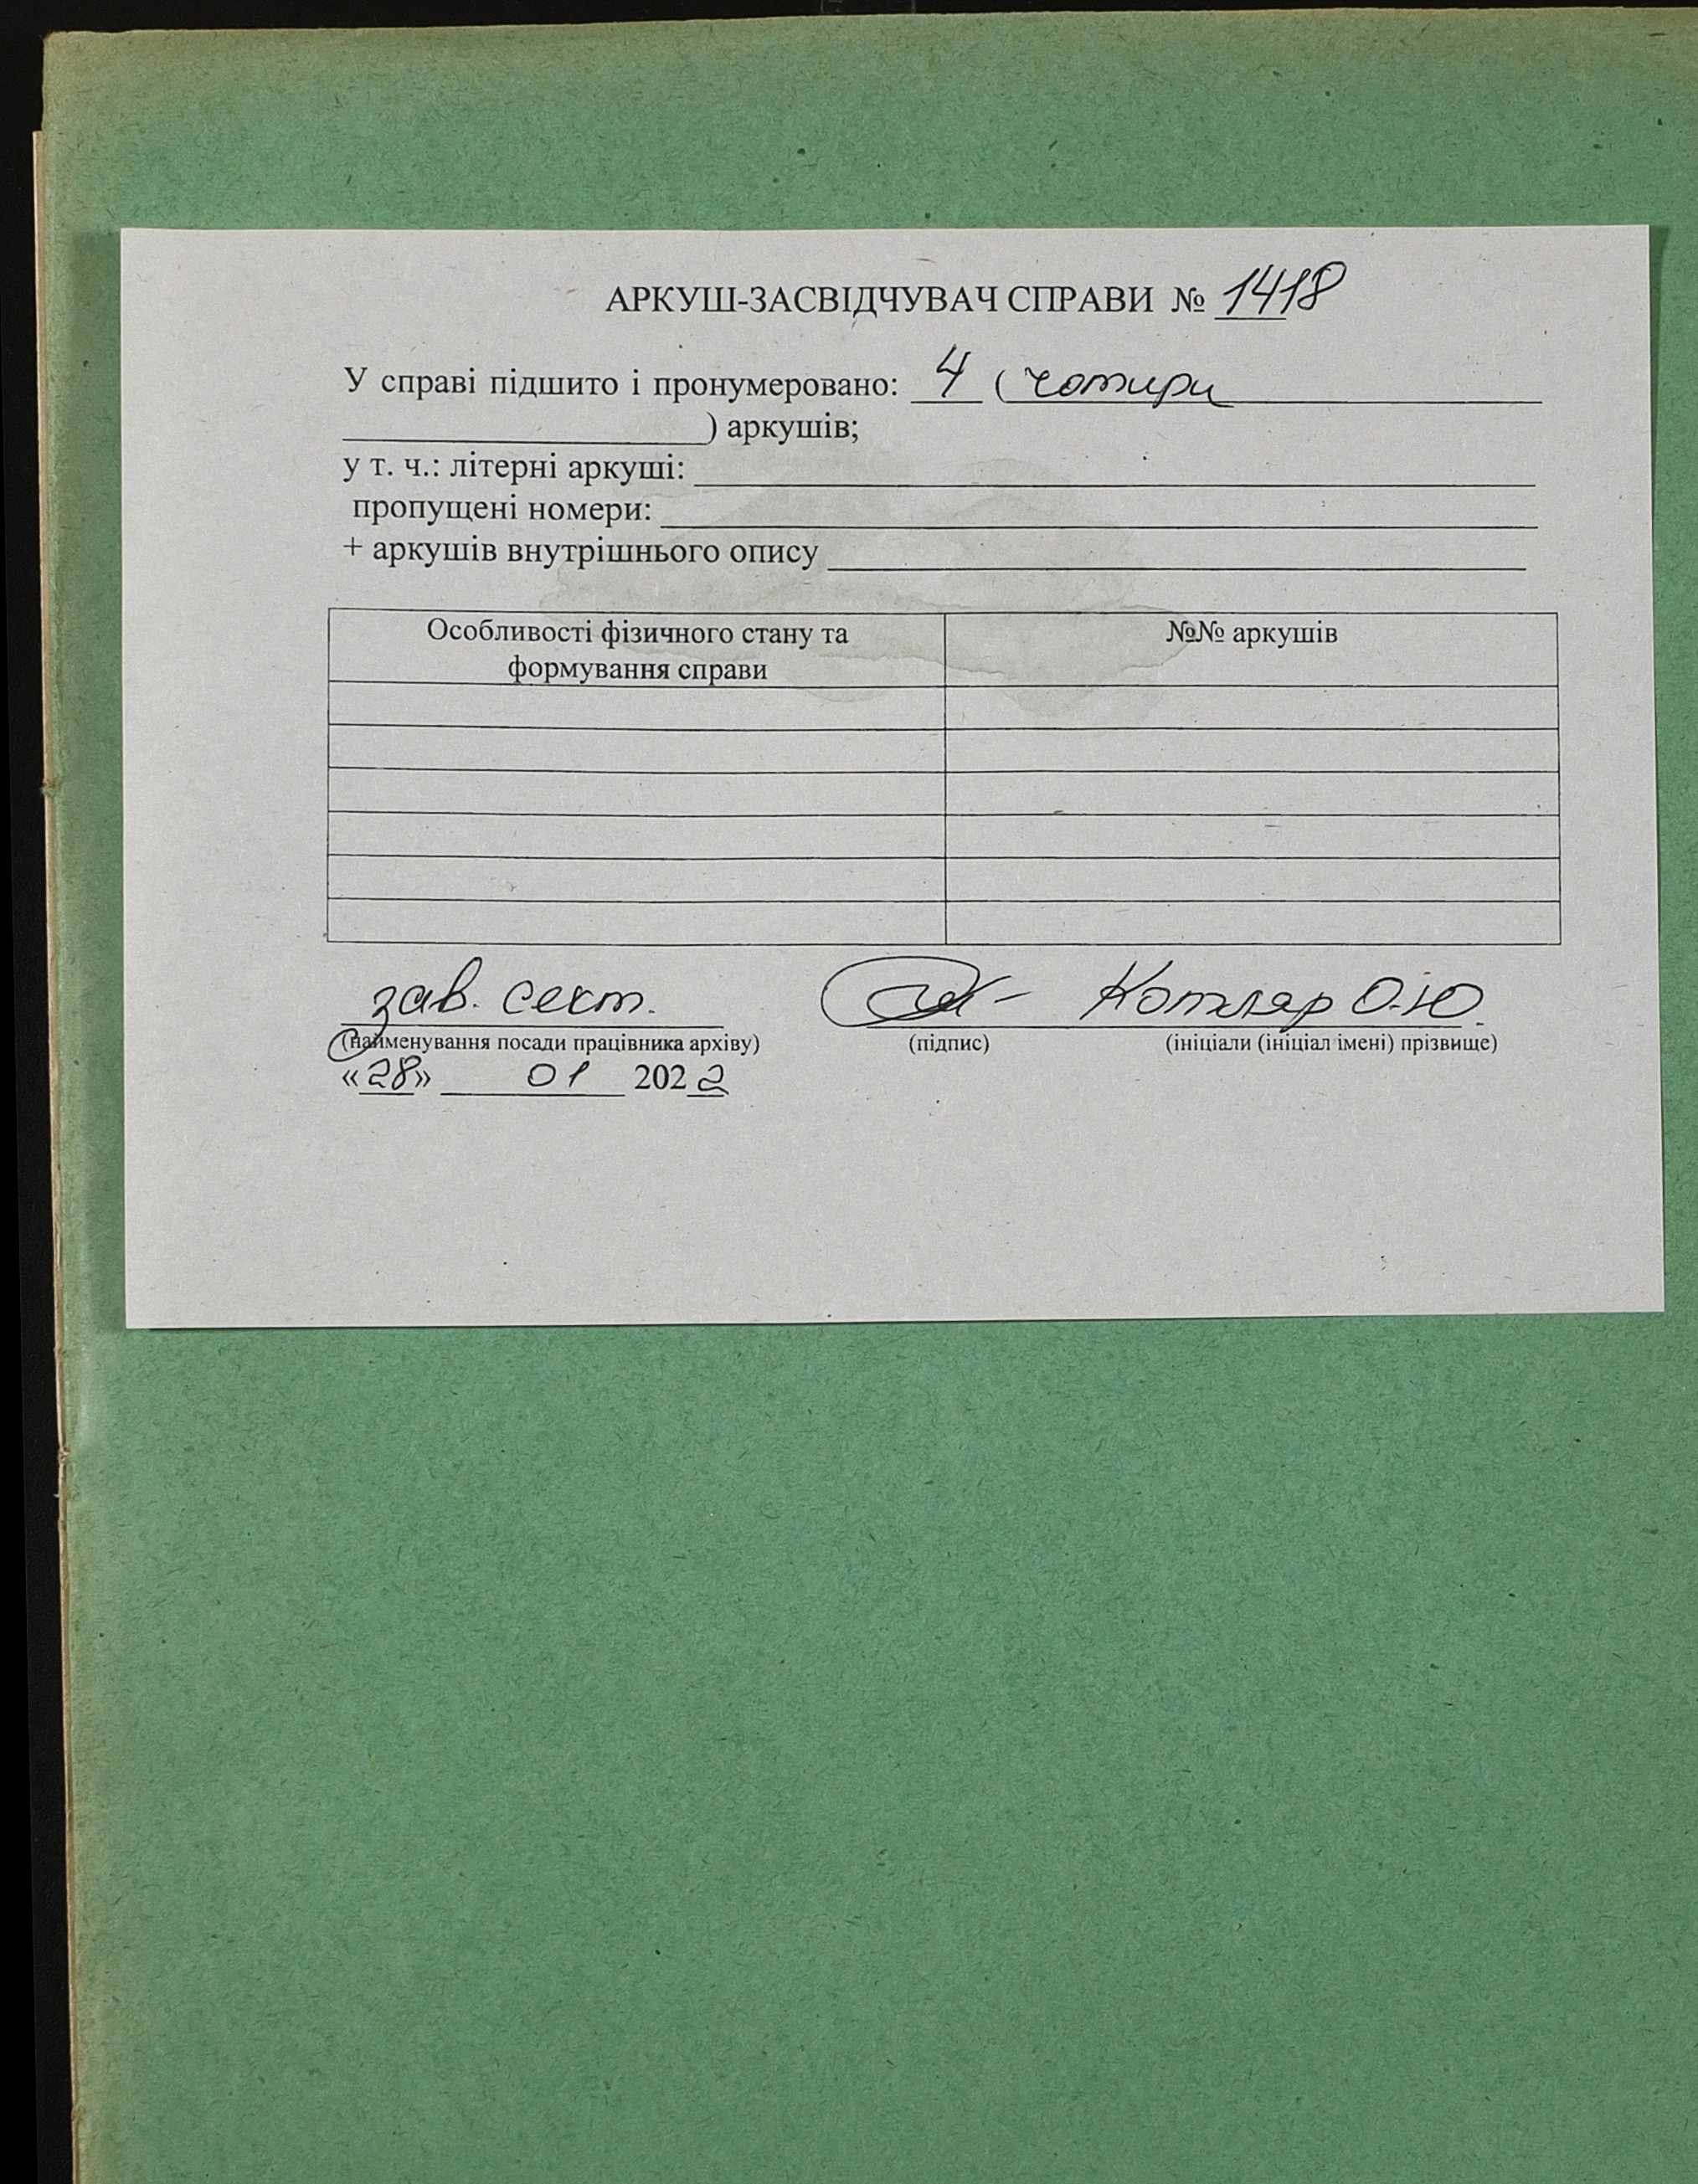 АРКУШ-ЗАСВІДЧУВАЧ СПРАВИ № 1418
У справі підшито і пронумеровано: 4 (чотири
) аркушів;
у т. ч.: літерні аркуші:
пропущені номери:
+ аркушів внутрішнього опису
Особливості фізичного стану та формування справи
№№ аркушів
зав. сект. Котляр О.Ю.
(найменування посади працівника архіву) (підпис) (ініціали (ініціал імені) прізвище)
«28» 01 2022